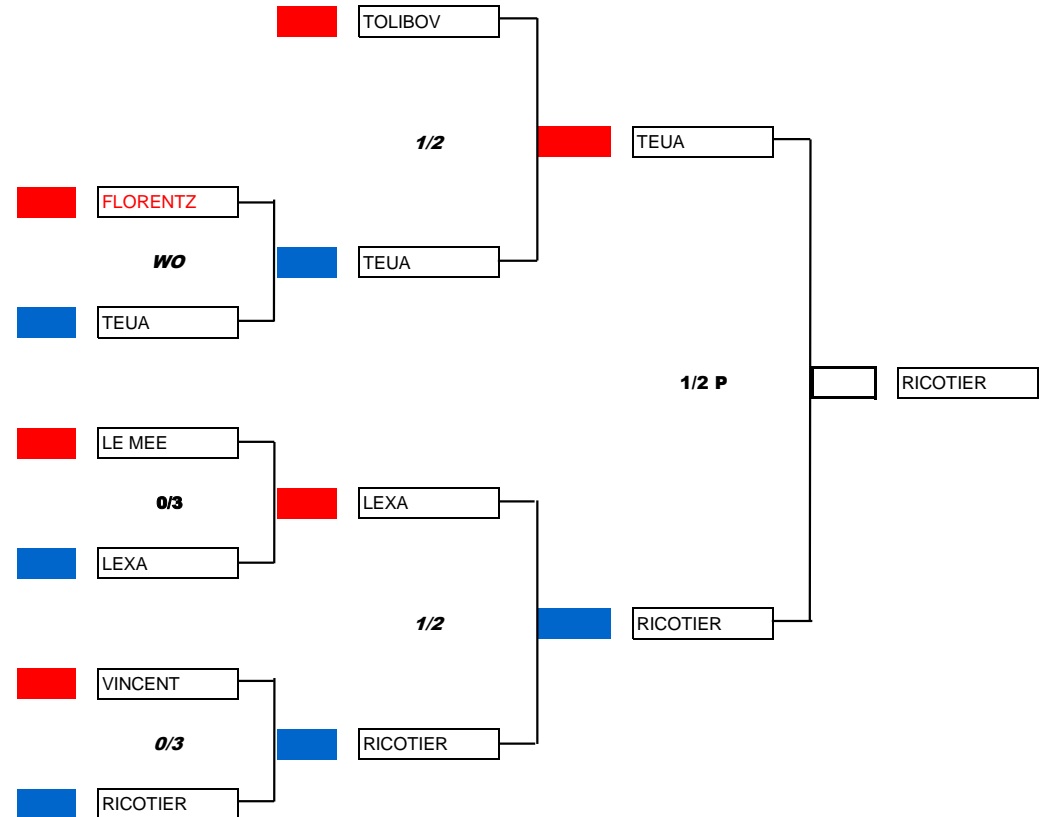 TOLIBOV
1/2
TEUA
FLORENTZ
WO
TEUA
TEUA
1/2 P
RICOTIER
LE MEE
0/3
LEXA
LEXA
1/2
RICOTIER
VINCENT
0/3
RICOTIER
RICOTIER